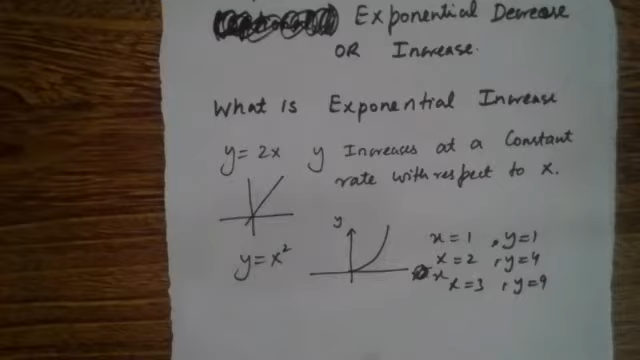 Exponential Decrease
OR Increase.
What is Exponential Increase
y = 2x y Increases at a Constant
rate with respect to x.
y
y = x²
x
x = 1 , y = 1
x = 2 , y = 4
x = 3 , y = 9